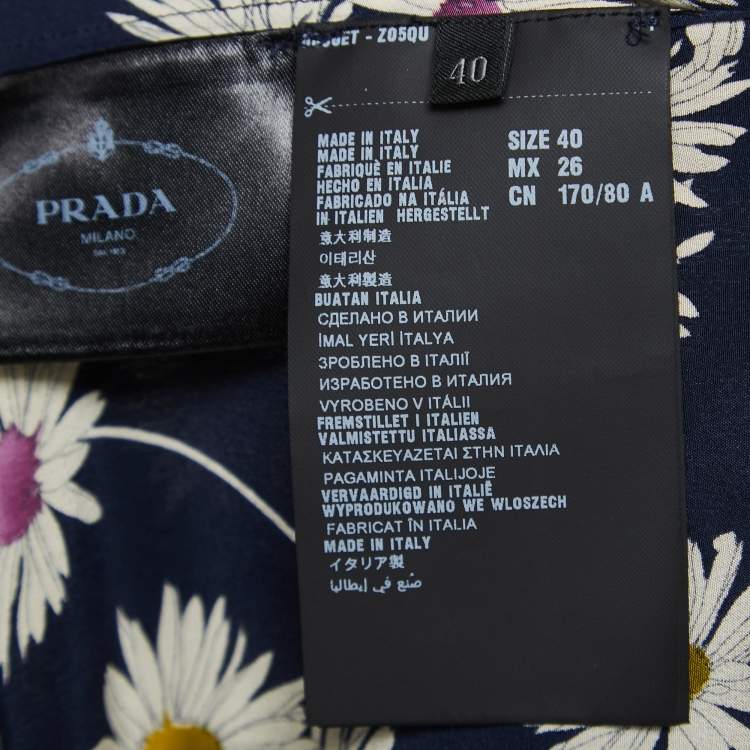 - Z05QU
40
PRADA
MILANO
MADE IN ITALY
MADE IN ITALY
FABRIQUÉ EN ITALIE
HECHO EN ITALIA
FABRICADO NA ITÁLIA
IN ITALIEN HERGESTELLT
意大利制造
이태리산
意大利製造
BUATAN ITALIA
СДЕЛАНО В ИТАЛИИ
İMAL YERİ İTALYA
ЗРОБЛЕНО В ІТАЛІЇ
ИЗРАБОТЕНО В ИТАЛИЯ
VYROBENO V ITÁLII
FREMSTILLET I ITALIEN
VALMISTETTU ITALIASSA
ΚΑΤΑΣΚΕΥΑΖΕΤΑΙ ΣΤΗΝ ΙΤΑΛΙΑ
PAGAMINTA ITALIJOJE
VERVAARDIGD IN ITALIË
WYPRODUKOWANO WE WLOSZECH
FABRICAT ÎN ITALIA
MADE IN ITALY
イタリア製
صنع في إيطاليا
SIZE 40
MX 26
CN 170/80 A